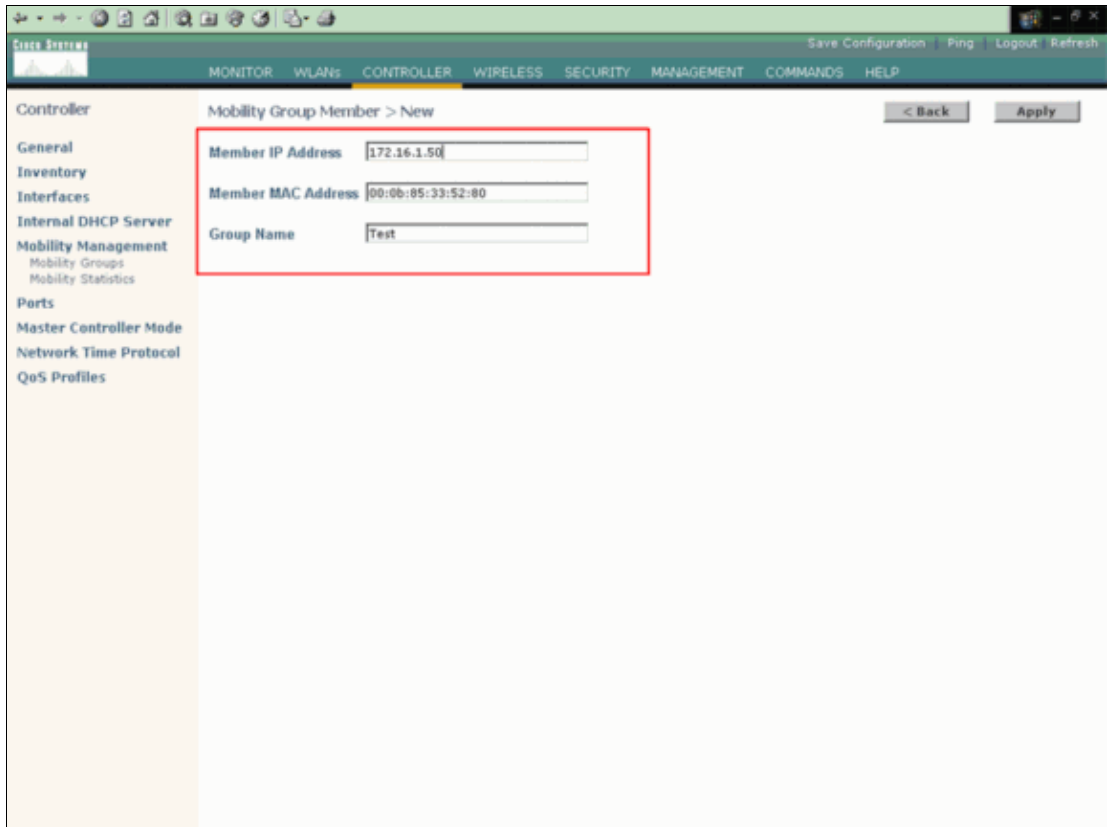 Save Configuration | Ping | Logout | Refresh
CISCO SYSTEMS
MONITOR WLANs CONTROLLER WIRELESS SECURITY MANAGEMENT COMMANDS HELP
Controller
General
Inventory
Interfaces
Internal DHCP Server
Mobility Management
Mobility Groups
Mobility Statistics
Ports
Master Controller Mode
Network Time Protocol
QoS Profiles
Mobility Group Member > New
< Back
Apply
Member IP Address 172.16.1.50
Member MAC Address 00:0b:85:33:52:80
Group Name Test